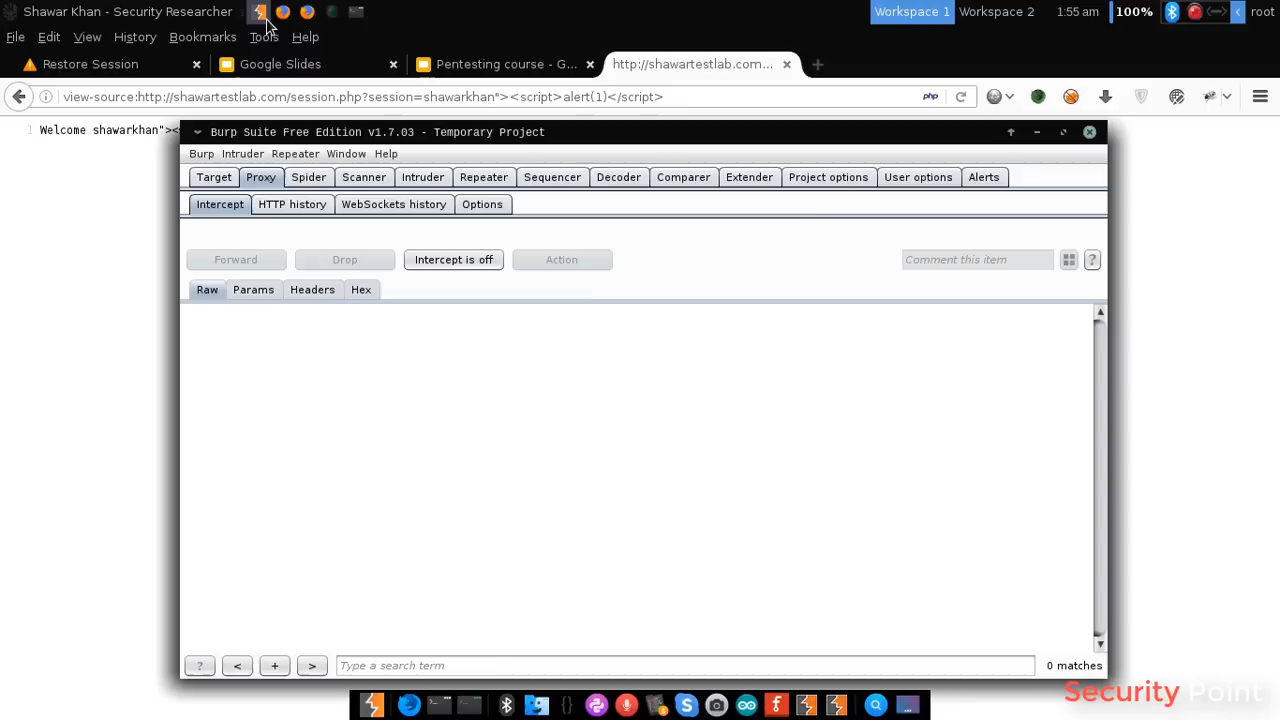 Shawar Khan - Security Researcher
Workspace 1 Workspace 2 1:55 am 100% root
File Edit View History Bookmarks Tools Help
Restore Session Google Slides Pentesting course - G... http://shawartestlab.com...
view-source:http://shawartestlab.com/session.php?session=shawarkhan"><script>alert(1)</script> php
1 Welcome shawarkhan"><
Burp Suite Free Edition v1.7.03 - Temporary Project
Burp Intruder Repeater Window Help
Target Proxy Spider Scanner Intruder Repeater Sequencer Decoder Comparer Extender Project options User options Alerts
Intercept HTTP history WebSockets history Options
Forward Drop Intercept is off Action Comment this item ?
Raw Params Headers Hex
? < + > Type a search term 0 matches
Security Point